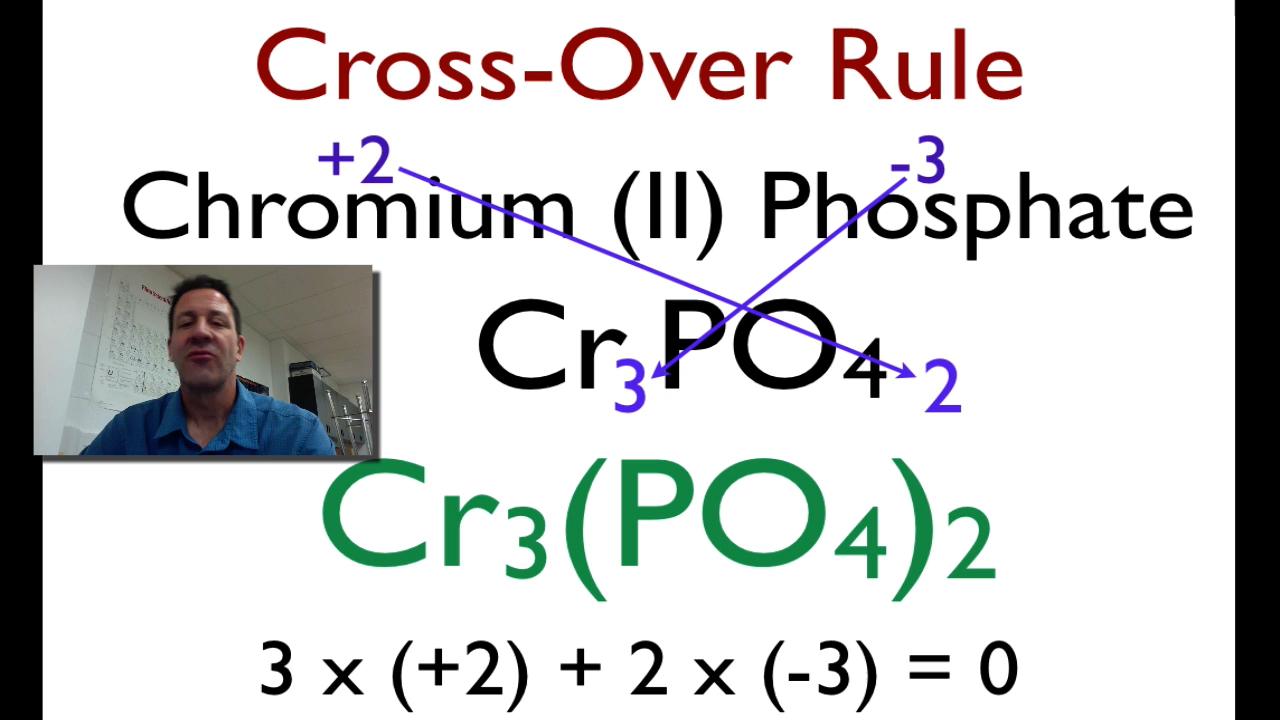 Cross-Over Rule
+2 -3
Chromium (II) Phosphate
Cr₃PO₄ ₂
Cr₃(PO₄)₂
3 x (+2) + 2 x (-3) = 0